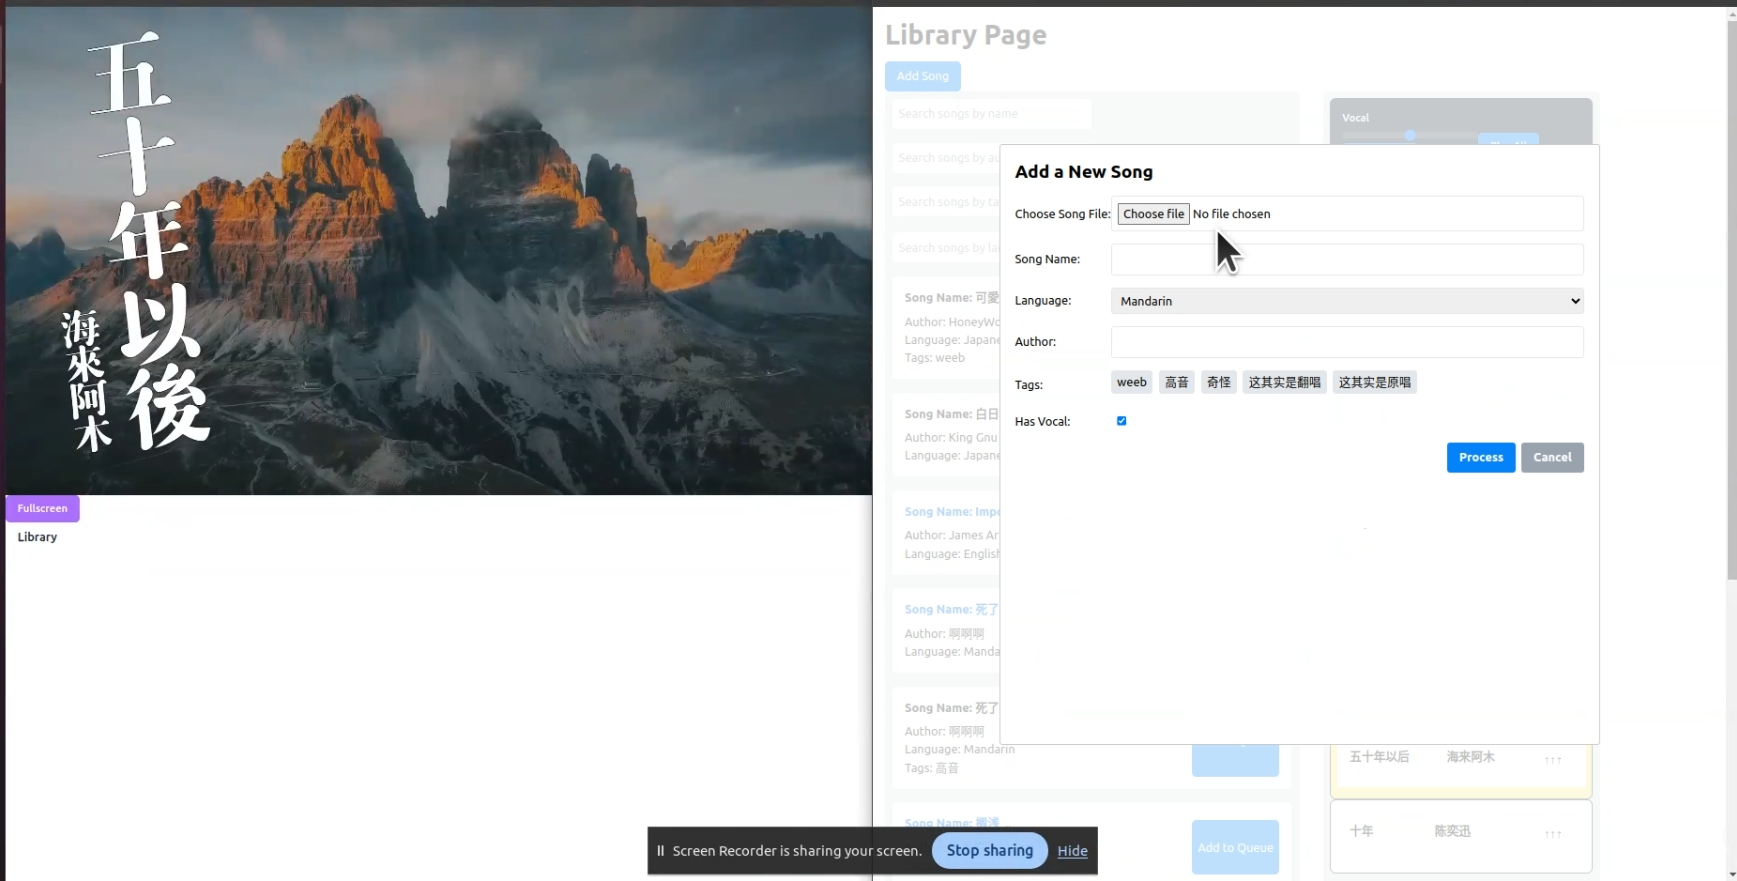 五十年以後
海來阿木
Fullscreen
Library
Library Page
Add Song
Search songs by name
Search songs by au
Search songs by ta
Search songs by la
Song Name: 可愛
Author: HoneyWo
Language: Japane
Tags: weeb
Song Name: 白日
Author: King Gnu
Language: Japane
Song Name: Impo
Author: James Ar
Language: English
Song Name: 死了
Author: 啊啊啊
Language: Manda
Song Name: 死了
Author: 啊啊啊
Language: Mandarin
Tags: 高音
Song Name: 搁浅
Add to Queue
Vocal
Add a New Song
Choose Song File: Choose file No file chosen
Song Name:
Language: Mandarin
Author:
Tags: weeb 高音 奇怪 这其实是翻唱 这其实是原唱
Has Vocal:
Process Cancel
五十年以后 海来阿木 ↑↑↑
十年 陈奕迅 ↑↑↑
Screen Recorder is sharing your screen. Stop sharing Hide